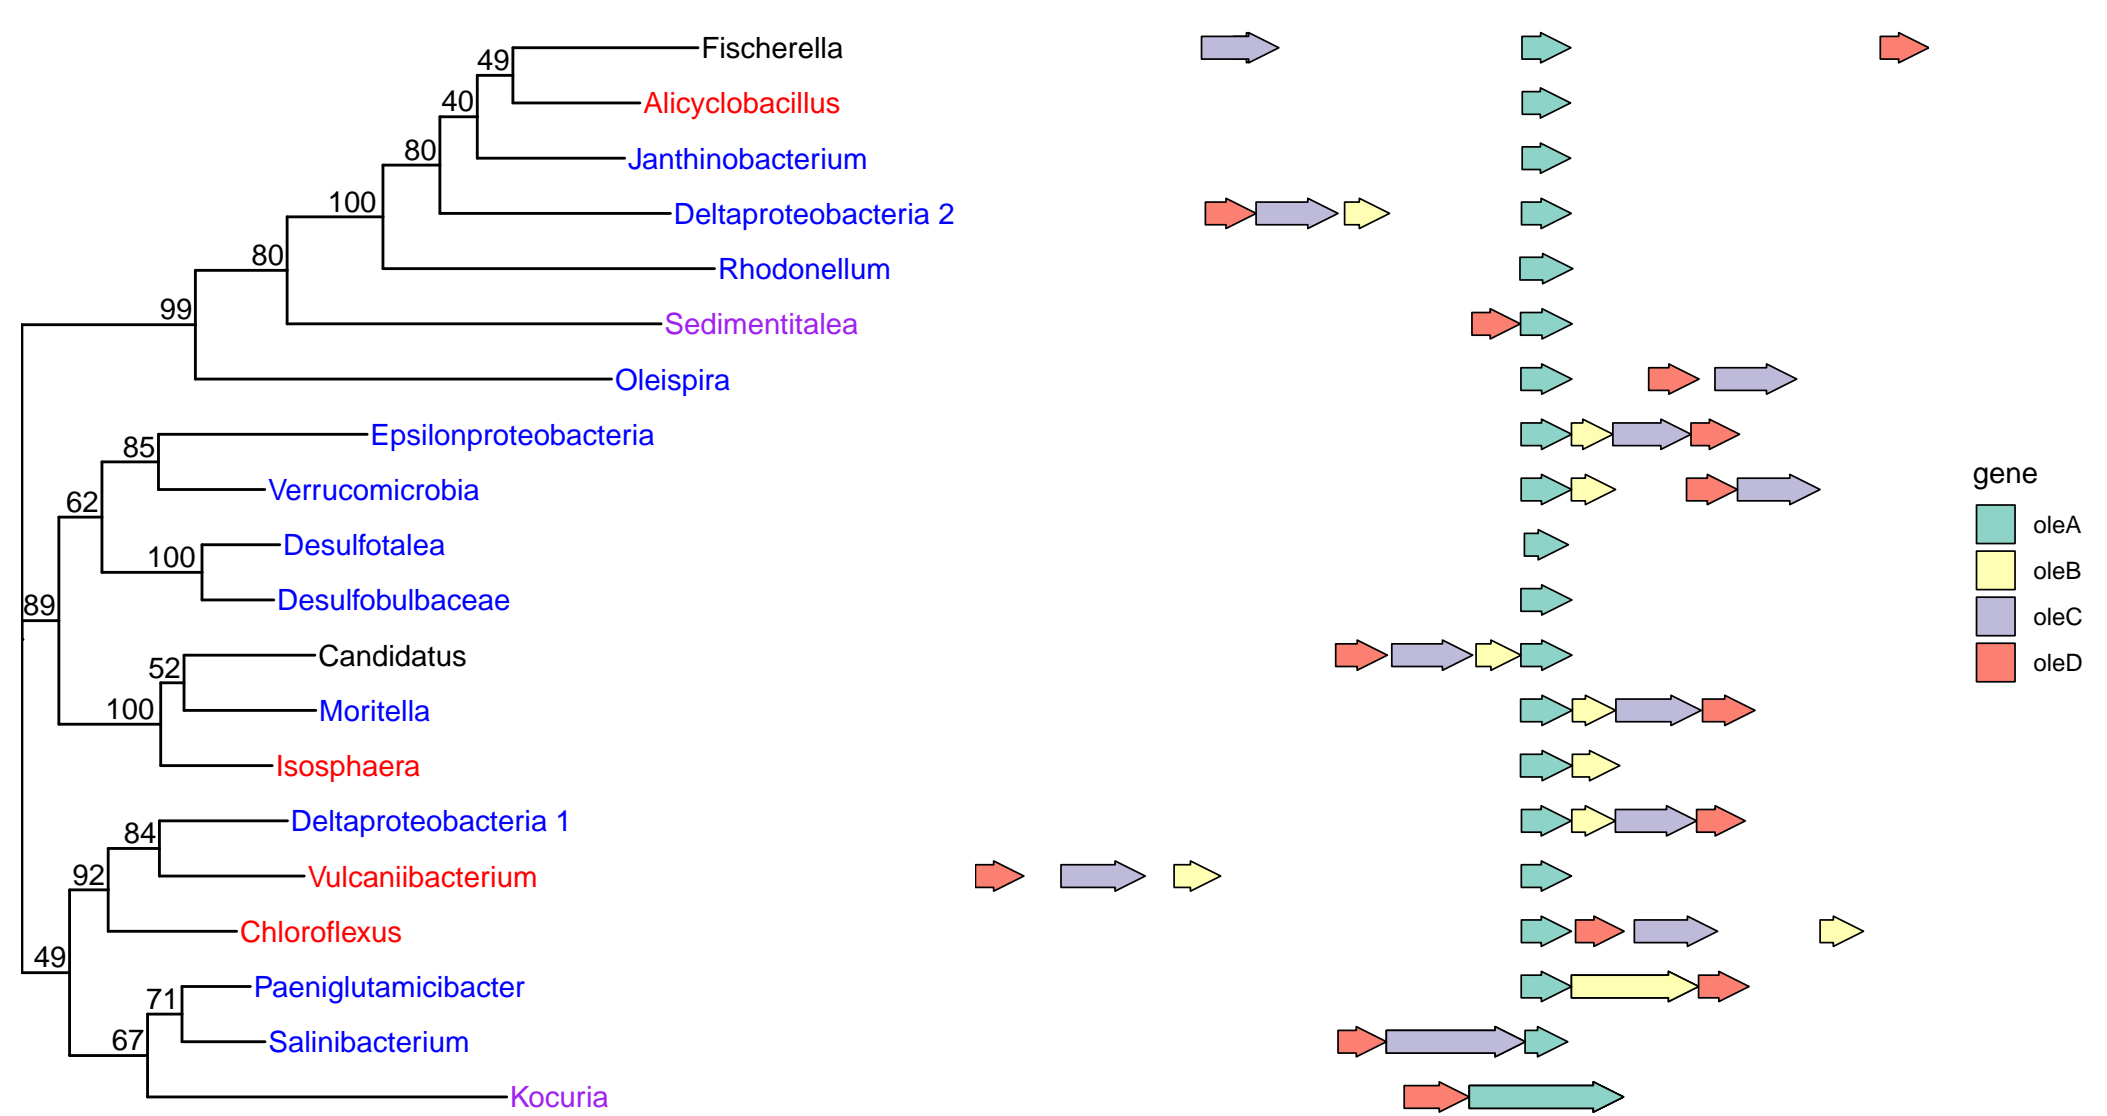 49 Fischerella
40 Alicyclobacillus
80 Janthinobacterium
100 Deltaproteobacteria 2
80 Rhodonellum
99 Sedimentitalea
Oleispira
85 Epsilonproteobacteria
62 Verrucomicrobia
100 Desulfotalea
89 Desulfobulbaceae
52 Candidatus
100 Moritella
Isosphaera
84 Deltaproteobacteria 1
92 Vulcaniibacterium
49 Chloroflexus
71 Paeniglutamicibacter
67 Salinibacterium
Kocuria
gene
oleA
oleB
oleC
oleD